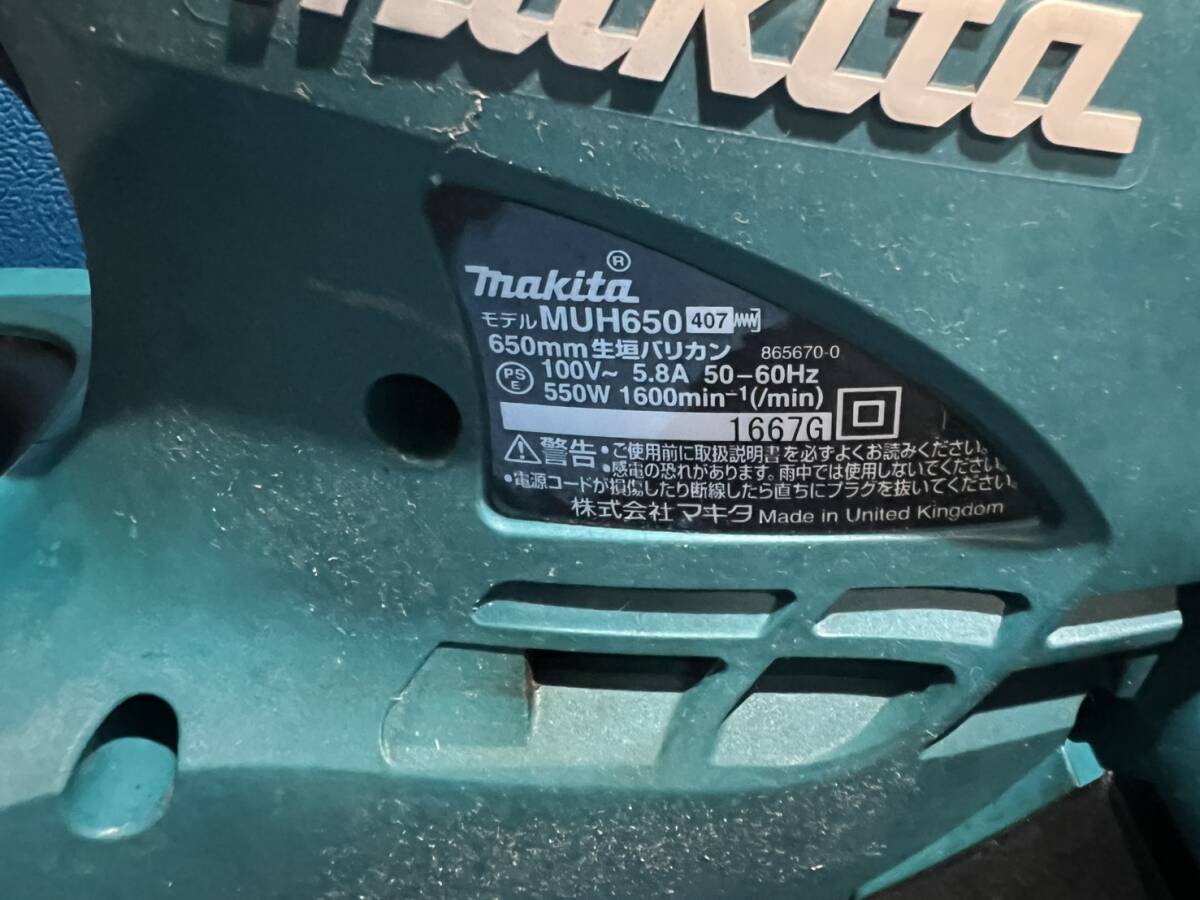 makita
makita®
モデル MUH650 407
650mm 生垣バリカン 865670-0
PSE 100V~ 5.8A 50-60Hz
550W 1600min-1(/min)
1667G
警告・ご使用前に取扱説明書を必ずよくお読みください。
・感電の恐れがあります。雨中では使用しないでください。
・電源コードが損傷したり断線したら直ちにプラグを抜いてください。
株式会社 マキタ Made in United Kingdom